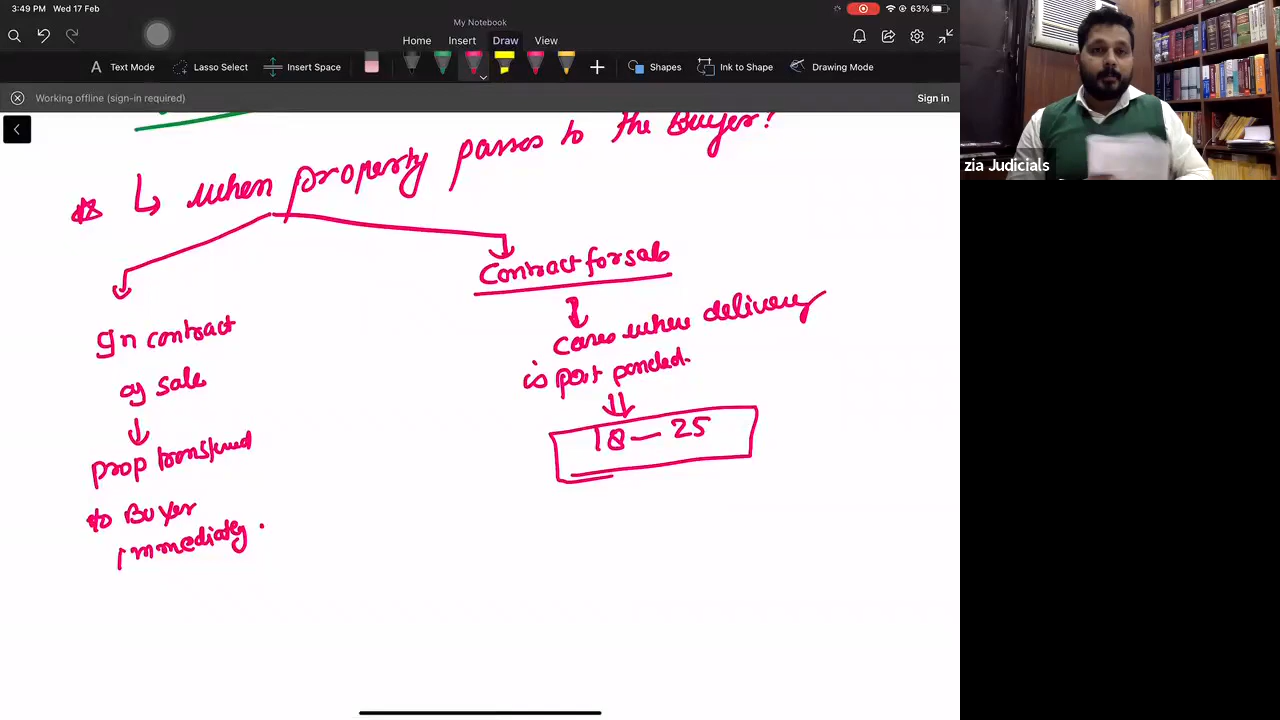 3:49 PM Wed 17 Feb
63%
My Notebook
Home Insert Draw View
Text Mode Lasso Select Insert Space Shapes Ink to Shape Drawing Mode
Working offline (sign-in required) Sign in
when property passes to the Buyer?
Contract for sale
In contract
of sale
Cases where delivery
is post poned.
18 — 25
prop transferred
to Buyer
immediately.
zia Judicials